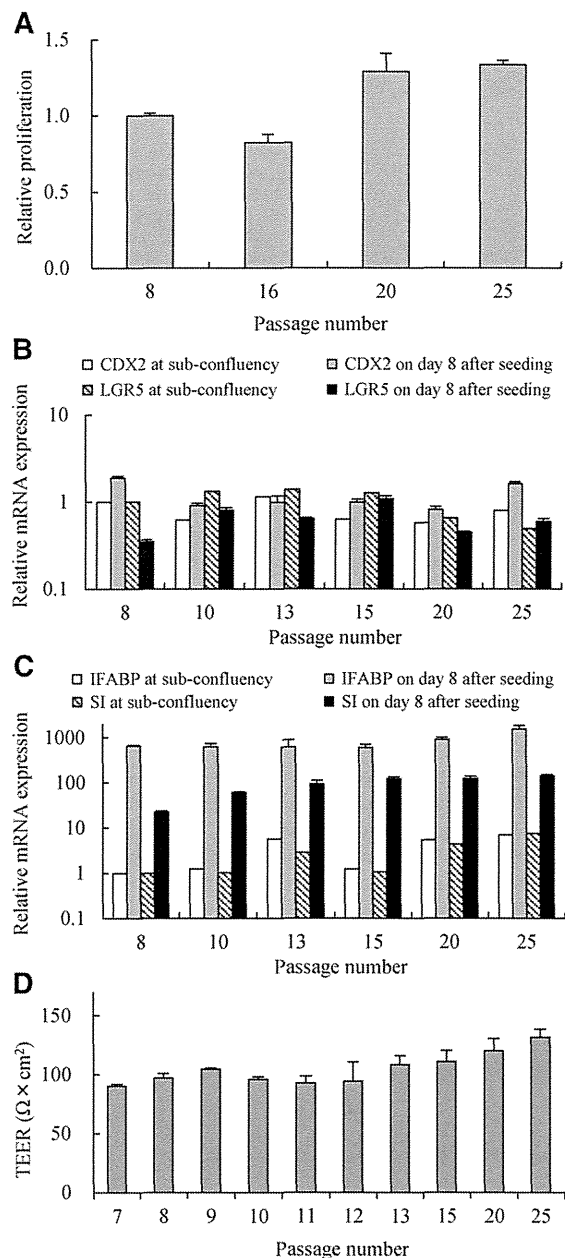 A
Relative proliferation
1.5
1.0
0.5
0.0
8 16 20 25
Passage number
B
CDX2 at sub-confluency CDX2 on day 8 after seeding
LGR5 at sub-confluency LGR5 on day 8 after seeding
Relative mRNA expression
10
1
0.1
8 10 13 15 20 25
Passage number
C
IFABP at sub-confluency IFABP on day 8 after seeding
SI at sub-confluency SI on day 8 after seeding
Relative mRNA expression
1000
100
10
1
0.1
8 10 13 15 20 25
Passage number
D
TEER (Ω × cm²)
150
100
50
0
7 8 9 10 11 12 13 15 20 25
Passage number